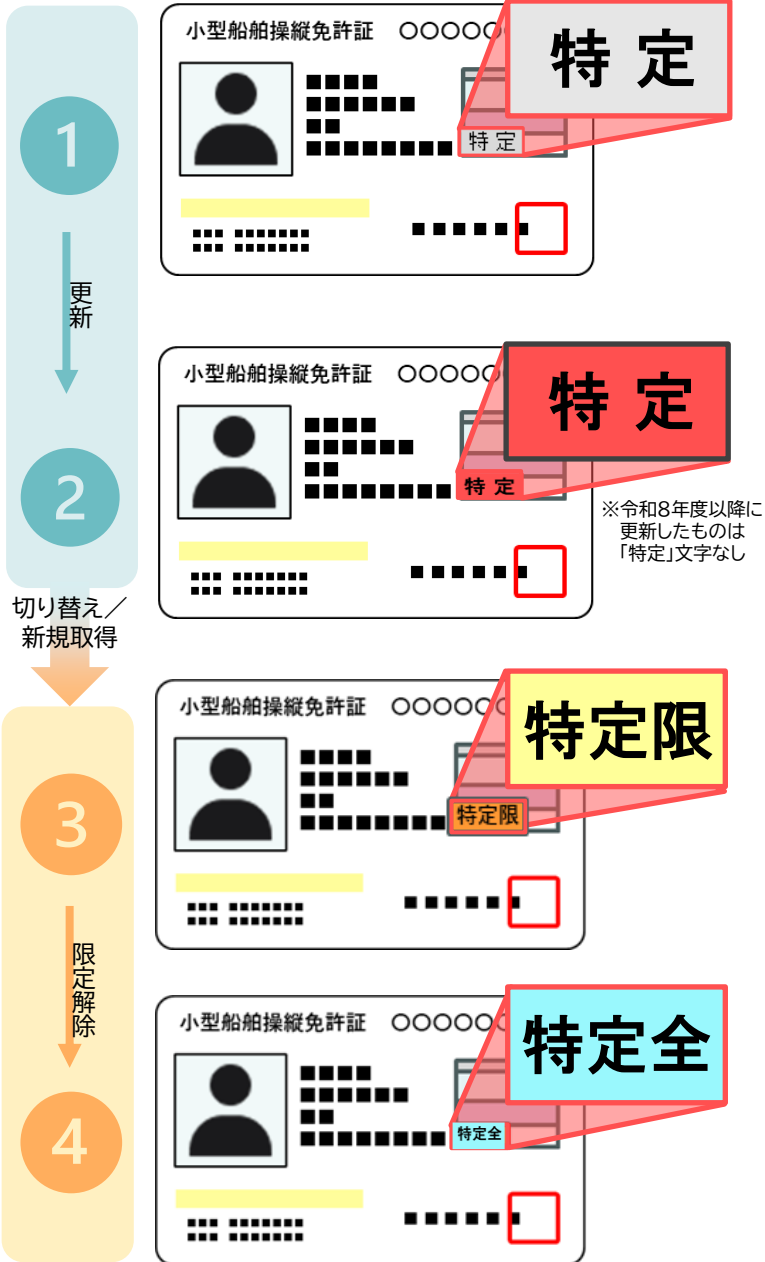 小型船舶操縦免許証 〇〇〇〇〇
特 定
1
特 定
更新
小型船舶操縦免許証 〇〇〇〇〇
特 定
2
特 定
※令和8年度以降に
更新したものは
「特定」文字なし
切り替え／
新規取得
小型船舶操縦免許証 〇〇〇〇〇〇
特定限
3
特定限
限定解除
小型船舶操縦免許証 〇〇〇〇〇〇
特定全
4
特定全